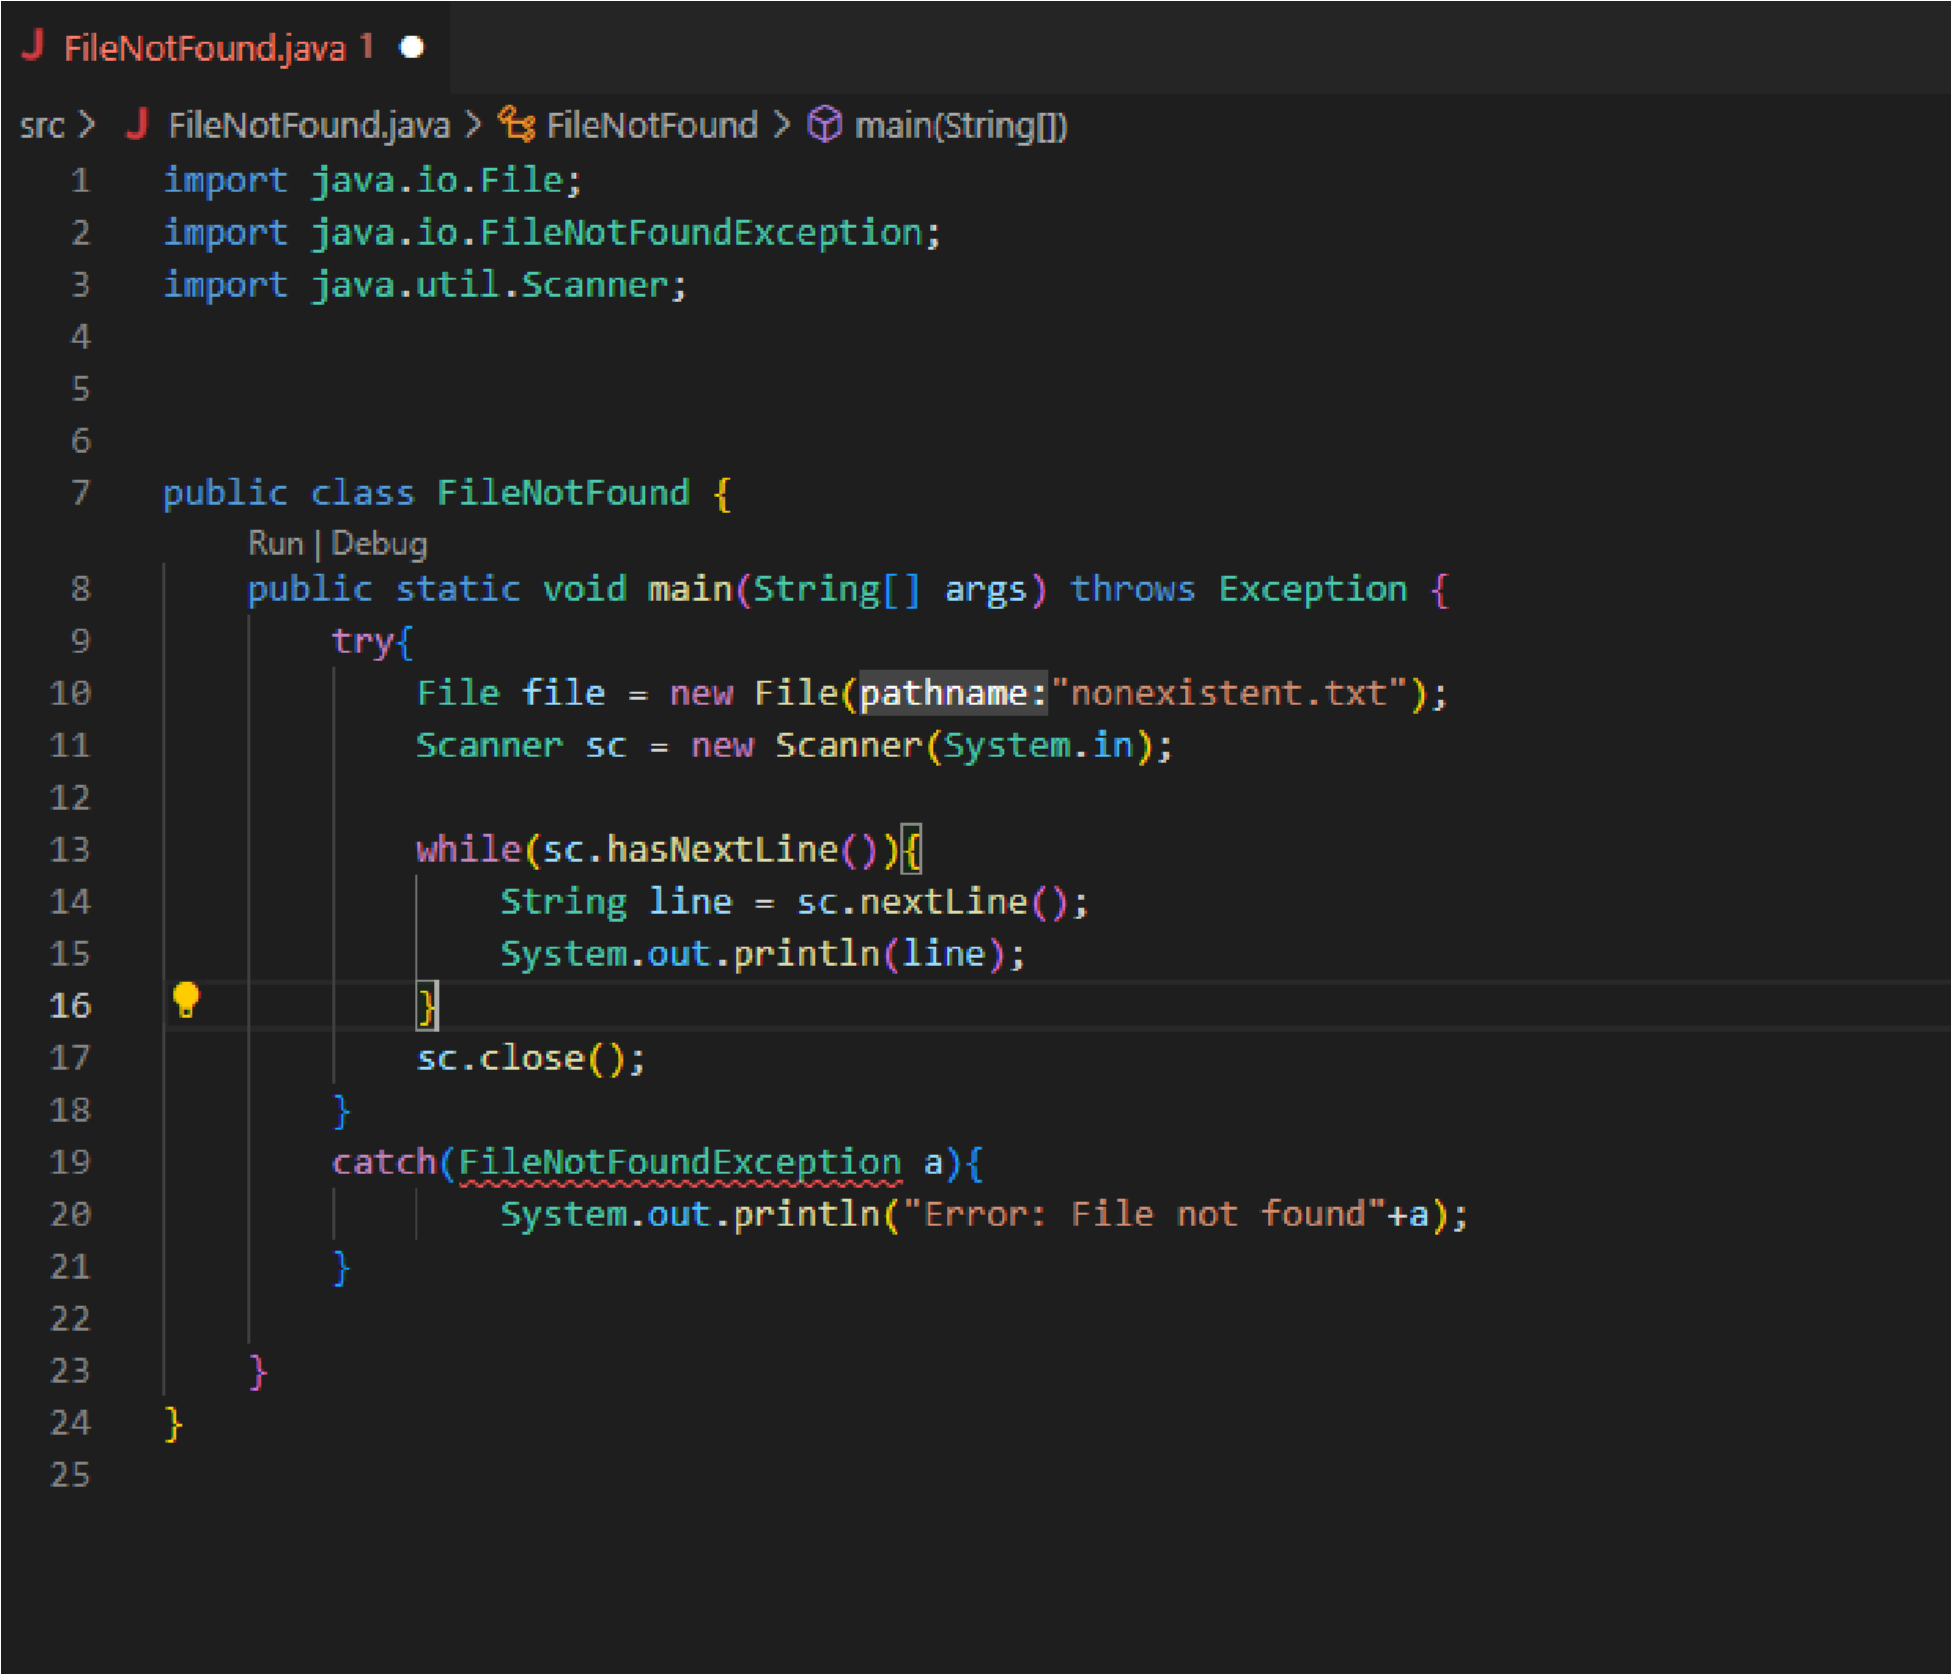 FileNotFound.java 1
src > FileNotFound.java > FileNotFound > main(String[])
1 import java.io.File;
2 import java.io.FileNotFoundException;
3 import java.util.Scanner;
4
5
6
7 public class FileNotFound {
Run | Debug
8 public static void main(String[] args) throws Exception {
9 try{
10 File file = new File(pathname:"nonexistent.txt");
11 Scanner sc = new Scanner(System.in);
12
13 while(sc.hasNextLine()){
14 String line = sc.nextLine();
15 System.out.println(line);
16 }
17 sc.close();
18 }
19 catch(FileNotFoundException a){
20 System.out.println("Error: File not found"+a);
21 }
22
23 }
24 }
25